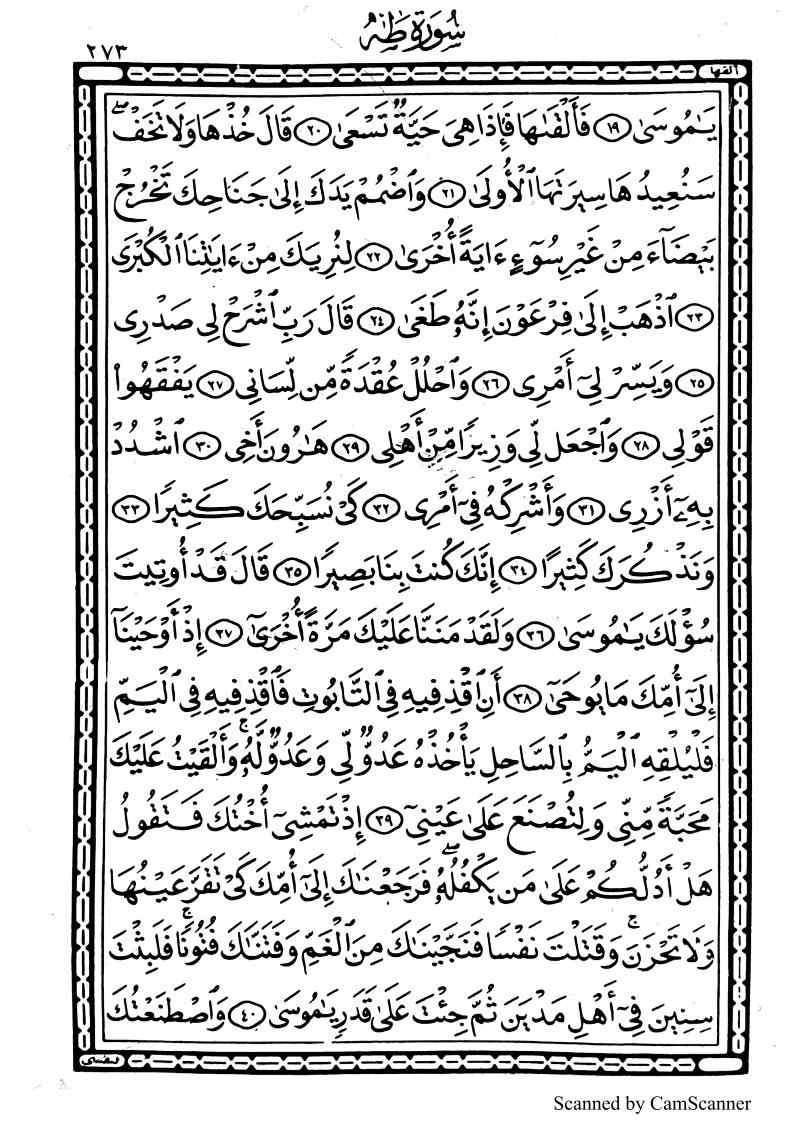 سُورَةُ طٰهٰ
٢٧٣
ألقها
يَٰمُوسَىٰ ١٩ فَأَلْقَىٰهَا فَإِذَا هِىَ حَيَّةٌ تَسْعَىٰ ٢٠ قَالَ خُذْهَا وَلَا تَخَفْ ۖ
سَنُعِيدُهَا سِيرَتَهَا ٱلْأُولَىٰ ٢١ وَٱضْمُمْ يَدَكَ إِلَىٰ جَنَاحِكَ تَخْرُجْ
بَيْضَآءَ مِنْ غَيْرِ سُوٓءٍ ءَايَةً أُخْرَىٰ ٢٢ لِنُرِيَكَ مِنْ ءَايَٰتِنَا ٱلْكُبْرَى
٢٣ ٱذْهَبْ إِلَىٰ فِرْعَوْنَ إِنَّهُۥ طَغَىٰ ٢٤ قَالَ رَبِّ ٱشْرَحْ لِى صَدْرِى
٢٥ وَيَسِّرْ لِىٓ أَمْرِى ٢٦ وَٱحْلُلْ عُقْدَةً مِّن لِّسَانِى ٢٧ يَفْقَهُوا۟
قَوْلِى ٢٨ وَٱجْعَل لِّى وَزِيرًا مِّنْ أَهْلِى ٢٩ هَٰرُونَ أَخِى ٣٠ ٱشْدُدْ
بِهِۦٓ أَزْرِى ٣١ وَأَشْرِكْهُ فِىٓ أَمْرِى ٣٢ كَىْ نُسَبِّحَكَ كَثِيرًا ٣٣
وَنَذْكُرَكَ كَثِيرًا ٣٤ إِنَّكَ كُنتَ بِنَا بَصِيرًا ٣٥ قَالَ قَدْ أُوتِيتَ
سُؤْلَكَ يَٰمُوسَىٰ ٣٦ وَلَقَدْ مَنَنَّا عَلَيْكَ مَرَّةً أُخْرَىٰٓ ٣٧ إِذْ أَوْحَيْنَآ
إِلَىٰٓ أُمِّكَ مَا يُوحَىٰٓ ٣٨ أَنِ ٱقْذِفِيهِ فِى ٱلتَّابُوتِ فَٱقْذِفِيهِ فِى ٱلْيَمِّ
فَلْيُلْقِهِ ٱلْيَمُّ بِٱلسَّاحِلِ يَأْخُذْهُ عَدُوٌّ لِّى وَعَدُوٌّ لَّهُۥ ۚ وَأَلْقَيْتُ عَلَيْكَ
مَحَبَّةً مِّنِّى وَلِتُصْنَعَ عَلَىٰ عَيْنِىٓ ٣٩ إِذْ تَمْشِىٓ أُخْتُكَ فَتَقُولُ
هَلْ أَدُلُّكُمْ عَلَىٰ مَن يَكْفُلُهُۥ ۖ فَرَجَعْنَٰكَ إِلَىٰٓ أُمِّكَ كَىْ تَقَرَّ عَيْنُهَا
وَلَا تَحْزَنَ ۚ وَقَتَلْتَ نَفْسًا فَنَجَّيْنَٰكَ مِنَ ٱلْغَمِّ وَفَتَنَّٰكَ فُتُونًا ۚ فَلَبِثْتَ
سِنِينَ فِىٓ أَهْلِ مَدْيَنَ ثُمَّ جِئْتَ عَلَىٰ قَدَرٍ يَٰمُوسَىٰ ٤٠ وَٱصْطَنَعْتُكَ
لنفسى
Scanned by CamScanner